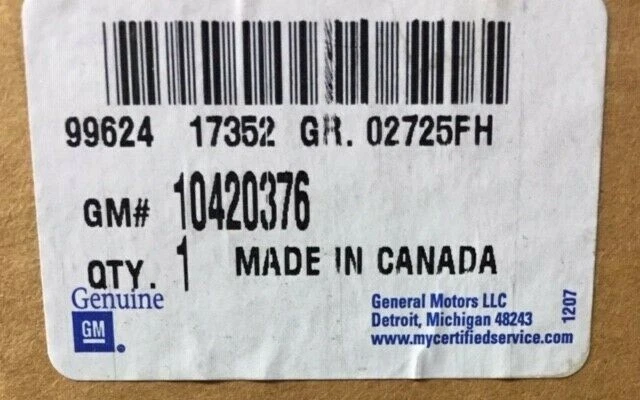 99624 17352 GR. 02725FH
GM# 10420376
QTY. 1 MADE IN CANADA
Genuine
GM
General Motors LLC
Detroit, Michigan 48243
www.mycertifiedservice.com
1207